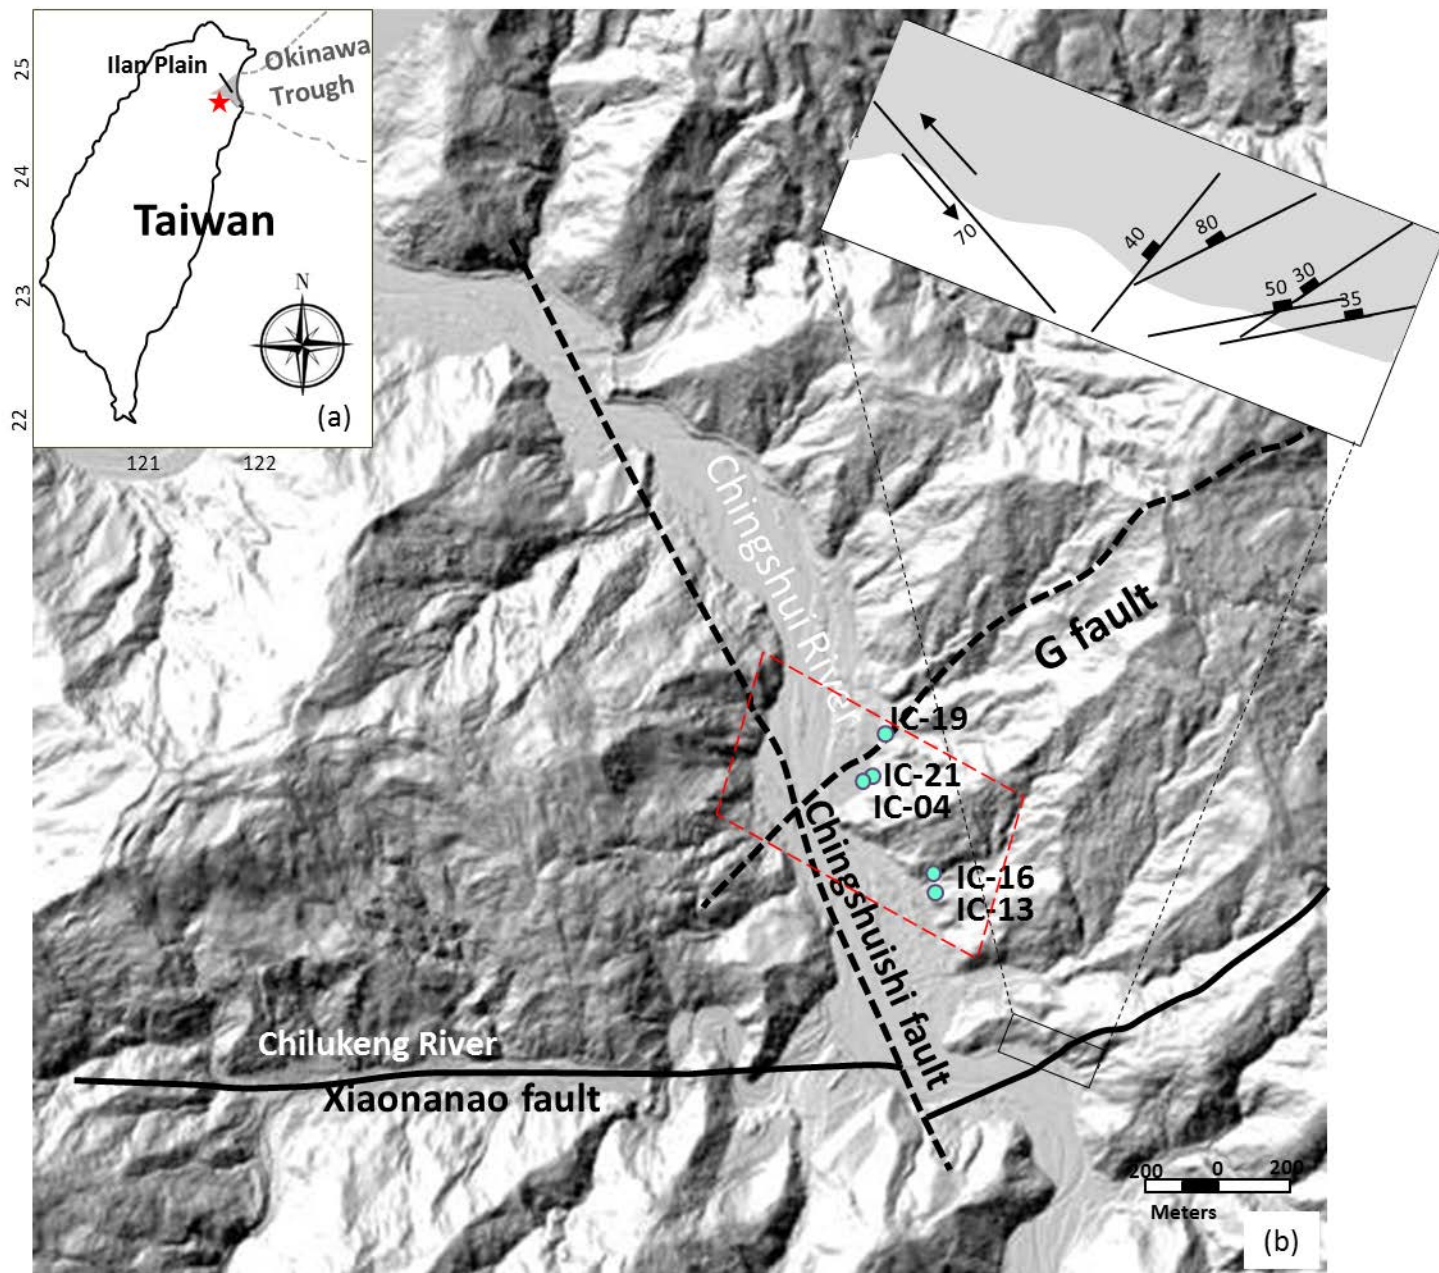 Ilan Plain
Okinawa
Trough
Taiwan
N
(a)
25
24
23
22
121
122
70
40
80
50
30
35
Chingshui River
G fault
IC-19
IC-21
IC-04
IC-16
IC-13
Chingshuishi fault
Chilukeng River
Xiaonanao fault
200
0
200
Meters
(b)